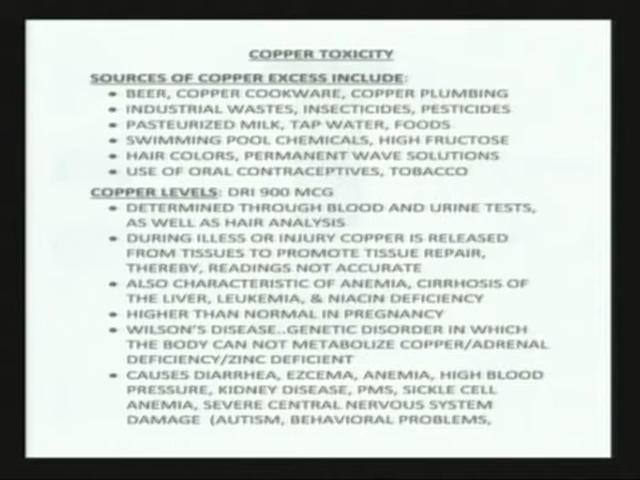 COPPER TOXICITY
SOURCES OF COPPER EXCESS INCLUDE:
• BEER, COPPER COOKWARE, COPPER PLUMBING
• INDUSTRIAL WASTES, INSECTICIDES, PESTICIDES
• PASTEURIZED MILK, TAP WATER, FOODS
• SWIMMING POOL CHEMICALS, HIGH FRUCTOSE
• HAIR COLORS, PERMANENT WAVE SOLUTIONS
• USE OF ORAL CONTRACEPTIVES, TOBACCO
COPPER LEVELS: DRI 900 MCG
• DETERMINED THROUGH BLOOD AND URINE TESTS,
AS WELL AS HAIR ANALYSIS
• DURING ILLESS OR INJURY COPPER IS RELEASED
FROM TISSUES TO PROMOTE TISSUE REPAIR,
THEREBY, READINGS NOT ACCURATE
• ALSO CHARACTERISTIC OF ANEMIA, CIRRHOSIS OF
THE LIVER, LEUKEMIA, & NIACIN DEFICIENCY
• HIGHER THAN NORMAL IN PREGNANCY
• WILSON'S DISEASE..GENETIC DISORDER IN WHICH
THE BODY CAN NOT METABOLIZE COPPER/ADRENAL
DEFICIENCY/ZINC DEFICIENT
• CAUSES DIARRHEA, EZCEMA, ANEMIA, HIGH BLOOD
PRESSURE, KIDNEY DISEASE, PMS, SICKLE CELL
ANEMIA, SEVERE CENTRAL NERVOUS SYSTEM
DAMAGE (AUTISM, BEHAVIORAL PROBLEMS,